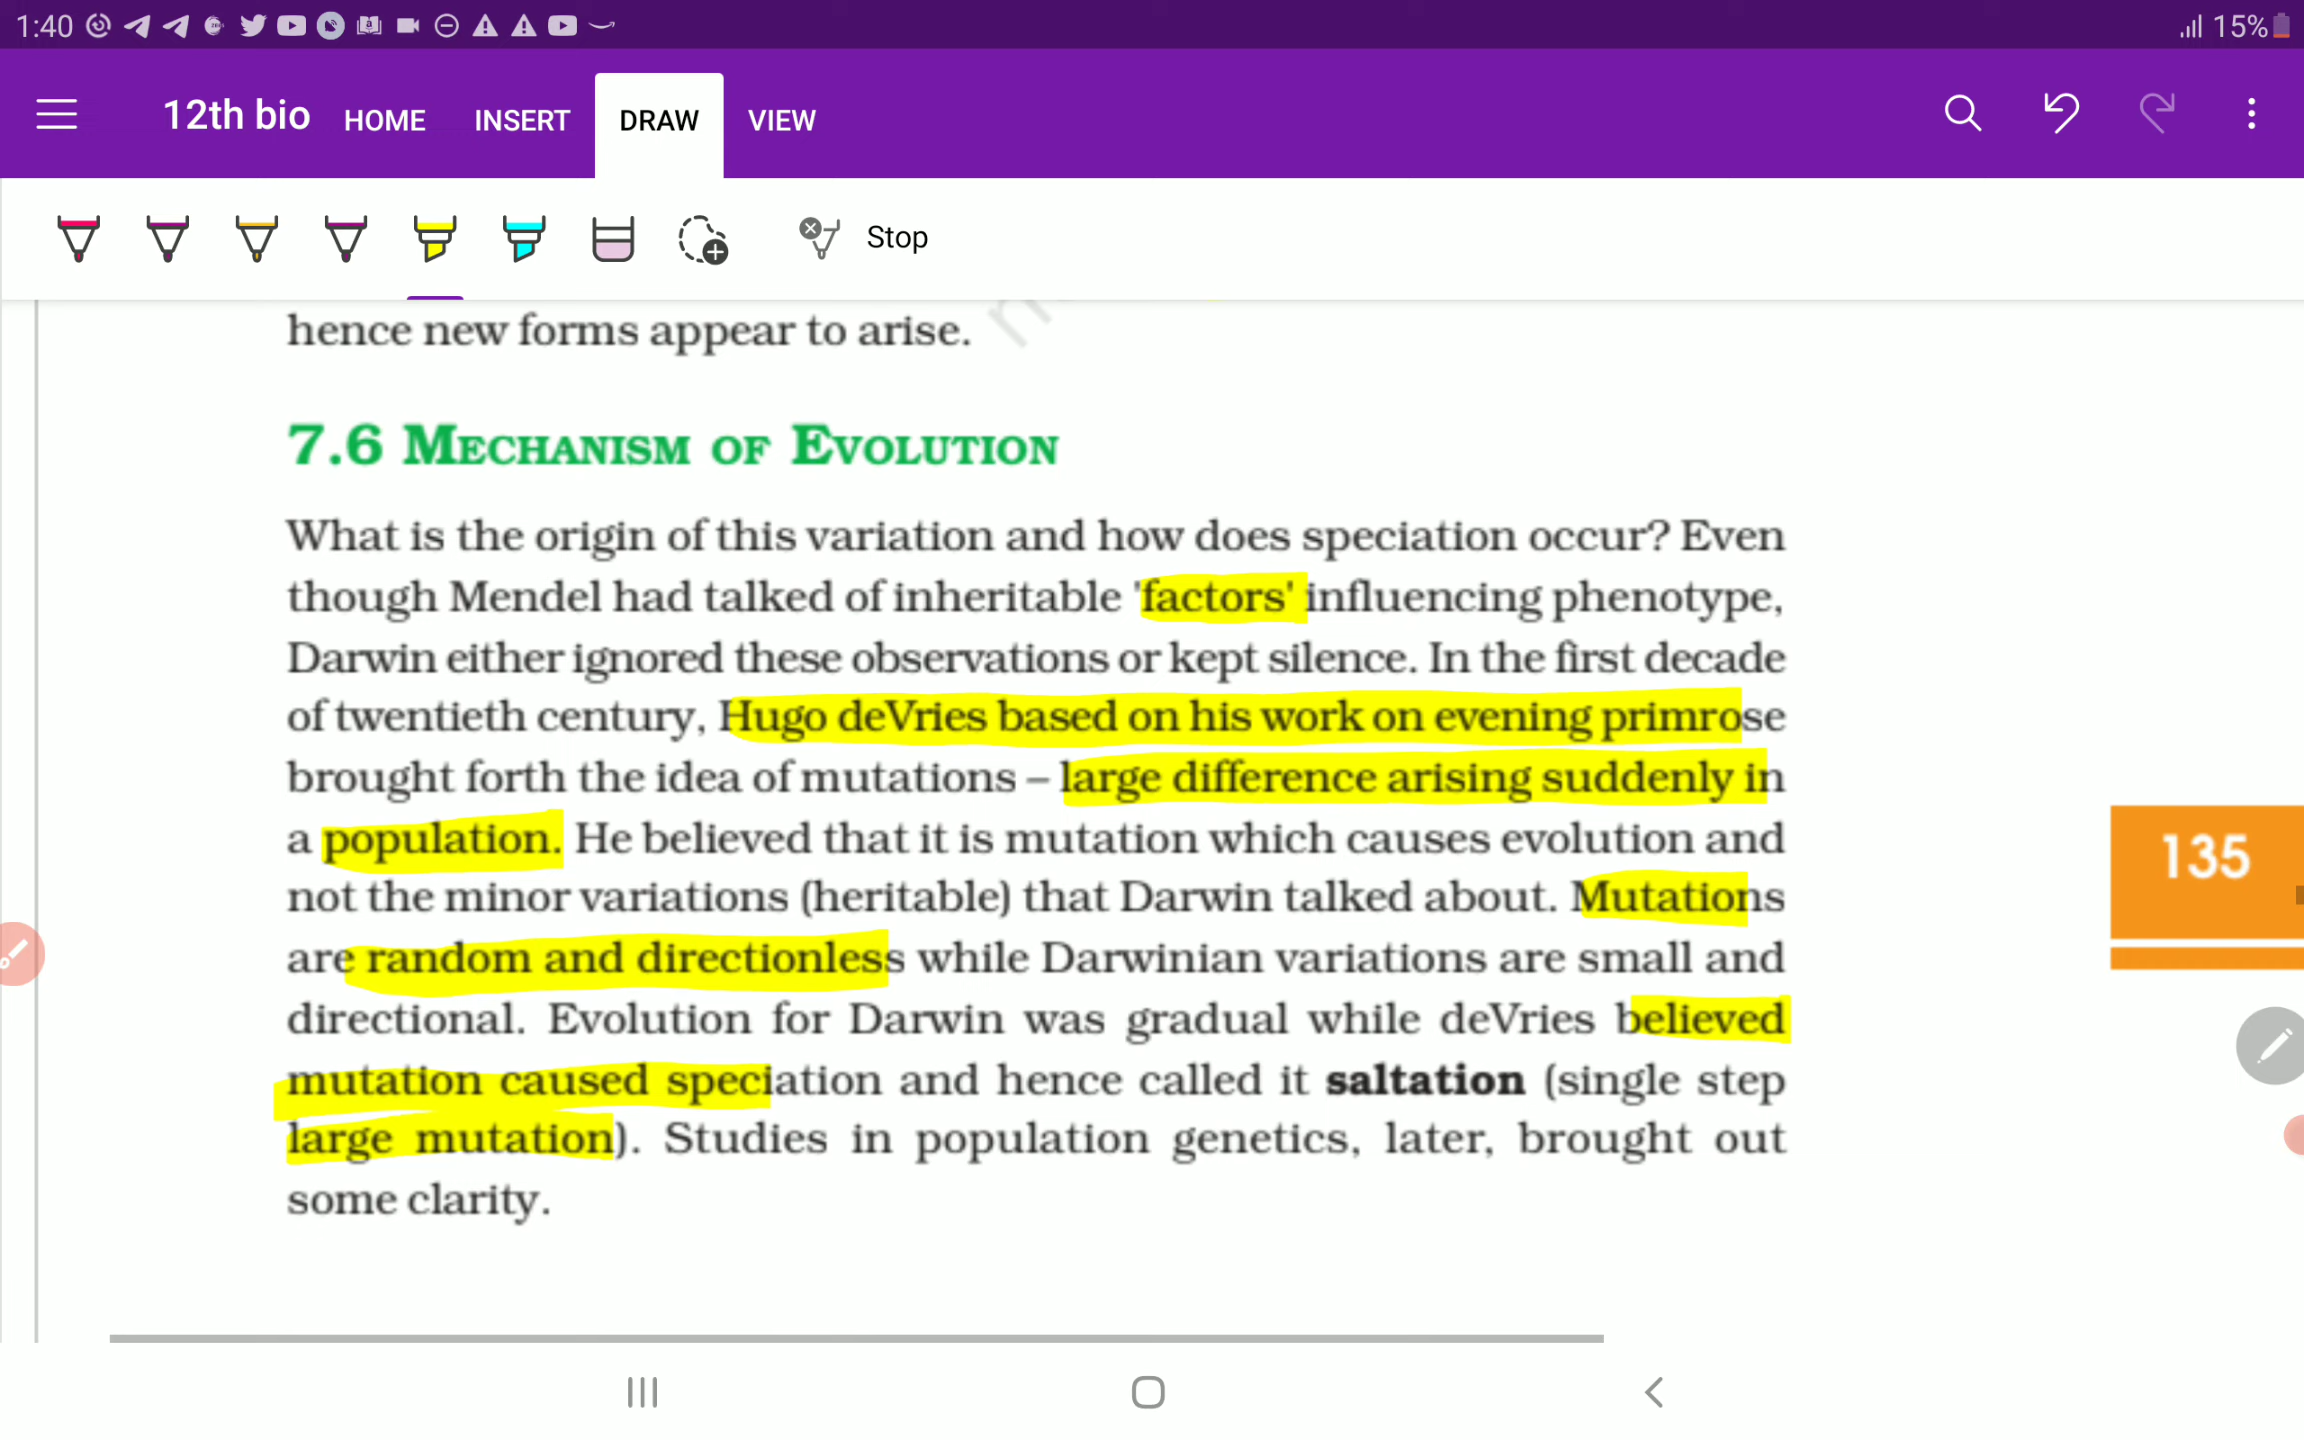 1:40
15%
12th bio HOME INSERT DRAW VIEW
Stop
hence new forms appear to arise.
7.6 MECHANISM OF EVOLUTION
What is the origin of this variation and how does speciation occur? Even
though Mendel had talked of inheritable 'factors' influencing phenotype,
Darwin either ignored these observations or kept silence. In the first decade
of twentieth century, Hugo deVries based on his work on evening primrose
brought forth the idea of mutations – large difference arising suddenly in
a population. He believed that it is mutation which causes evolution and
not the minor variations (heritable) that Darwin talked about. Mutations
are random and directionless while Darwinian variations are small and
directional. Evolution for Darwin was gradual while deVries believed
mutation caused speciation and hence called it saltation (single step
large mutation). Studies in population genetics, later, brought out
some clarity.
135